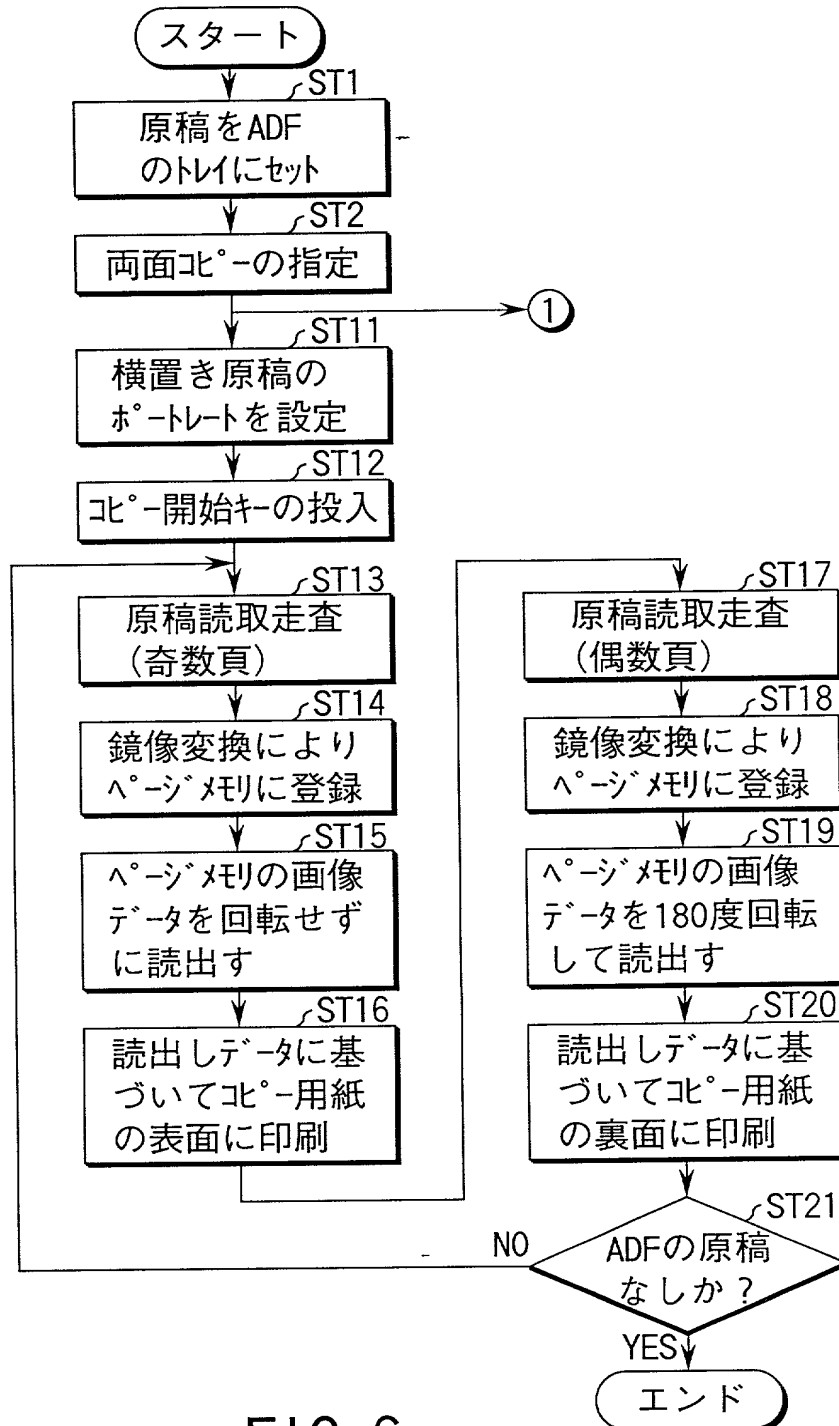 スタート
ST1
原稿をADF
のトレイにセット
ST2
両面コピーの指定
1
ST11
横置き原稿の
ポートレートを設定
ST12
コピー開始キーの投入
ST13
原稿読取走査
(奇数頁)
ST14
鏡像変換により
ページメモリに登録
ST15
ページメモリの画像
データを回転せず
に読出す
ST16
読出しデータに基
づいてコピー用紙
の表面に印刷
ST17
原稿読取走査
(偶数頁)
ST18
鏡像変換により
ページメモリに登録
ST19
ページメモリの画像
データを180度回転
して読出す
ST20
読出しデータに基
づいてコピー用紙
の裏面に印刷
ST21
ADFの原稿
なしか?
NO
YES
エンド
FIG.6